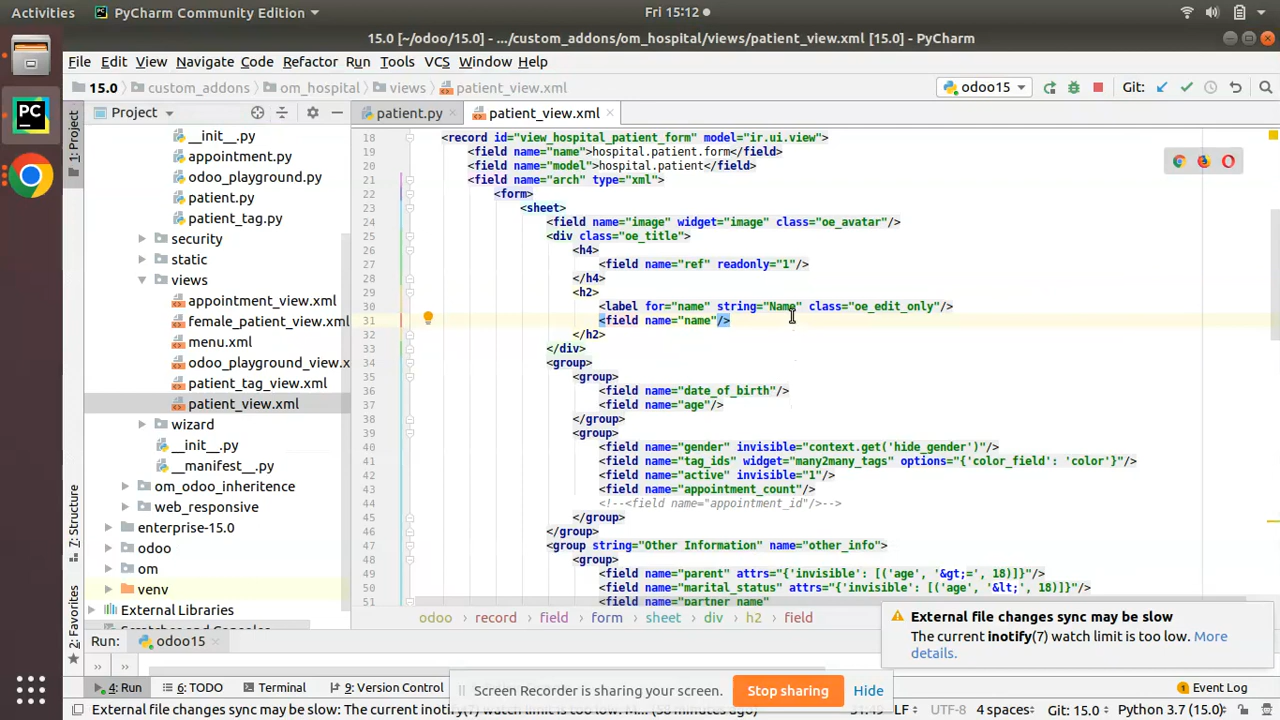 Activities PyCharm Community Edition Fri 15:12
15.0 [~/odoo/15.0] - .../custom_addons/om_hospital/views/patient_view.xml [15.0] - PyCharm
File Edit View Navigate Code Refactor Run Tools VCS Window Help
15.0 custom_addons om_hospital views patient_view.xml odoo15 Git:
Project patient.py patient_view.xml
1: Project
__init__.py
appointment.py
odoo_playground.py
patient.py
patient_tag.py
security
static
views
appointment_view.xml
female_patient_view.xml
menu.xml
odoo_playground_view.x
patient_tag_view.xml
patient_view.xml
wizard
__init__.py
__manifest__.py
om_odoo_inheritence
web_responsive
enterprise-15.0
odoo
om
venv
External Libraries
7: Structure
2: Favorites
18 <record id="view_hospital_patient_form" model="ir.ui.view">
19 <field name="name">hospital.patient.form</field>
20 <field name="model">hospital.patient</field>
21 <field name="arch" type="xml">
22 <form>
23 <sheet>
24 <field name="image" widget="image" class="oe_avatar"/>
25 <div class="oe_title">
26 <h4>
27 <field name="ref" readonly="1"/>
28 </h4>
29 <h2>
30 <label for="name" string="Name" class="oe_edit_only"/>
31 <field name="name"/>
32 </h2>
33 </div>
34 <group>
35 <group>
36 <field name="date_of_birth"/>
37 <field name="age"/>
38 </group>
39 <group>
40 <field name="gender" invisible="context.get('hide_gender')"/>
41 <field name="tag_ids" widget="many2many_tags" options="{'color_field': 'color'}"/>
42 <field name="active" invisible="1"/>
43 <field name="appointment_count"/>
44 <!--<field name="appointment_id"/>-->
45 </group>
46 </group>
47 <group string="Other Information" name="other_info">
48 <group>
49 <field name="parent" attrs="{'invisible': [('age', '&gt;=', 18)]}"/>
50 <field name="marital_status" attrs="{'invisible': [('age', '&lt;', 18)]}"/>
51 <field name="partner_name"
odoo record field form sheet div h2 field
External file changes sync may be slow
The current inotify(7) watch limit is too low. More
details.
Run: odoo15
Screen Recorder is sharing your screen. Stop sharing Hide
4: Run 6: TODO Terminal 9: Version Control 1 Event Log
External file changes sync may be slow: The current inotify(7) watch limit is too low. LF UTF-8 4 spaces Git: 15.0 Python 3.7 (15.0)